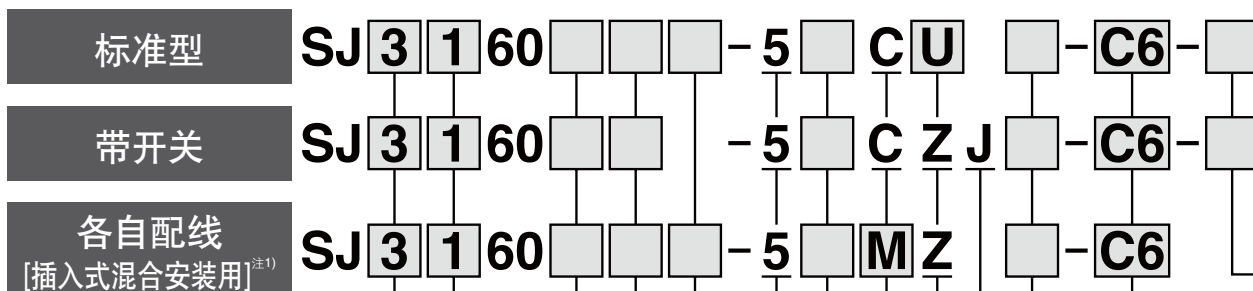 标准型 SJ 3 1 60 - 5 C U - C6 -
带开关 SJ 3 1 60 - 5 C Z J - C6 -
各自配线 SJ 3 1 60 - 5 M Z - C6
[插入式混合安装用]注1)